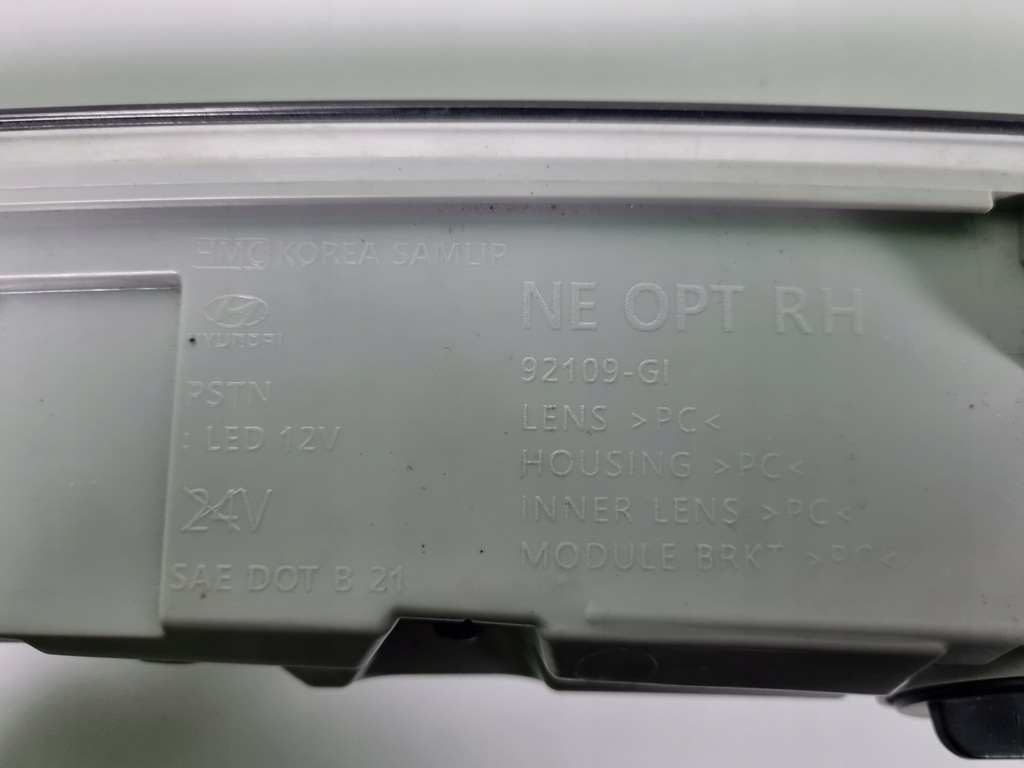 HMC KOREA SAMLIP
HYUNDAI
PSTN
: LED 12V
24V
SAE DOT B 21
NE OPT RH
92109-GI
LENS >PC<
HOUSING >PC<
INNER LENS >PC<
MODULE BRKT >PC<